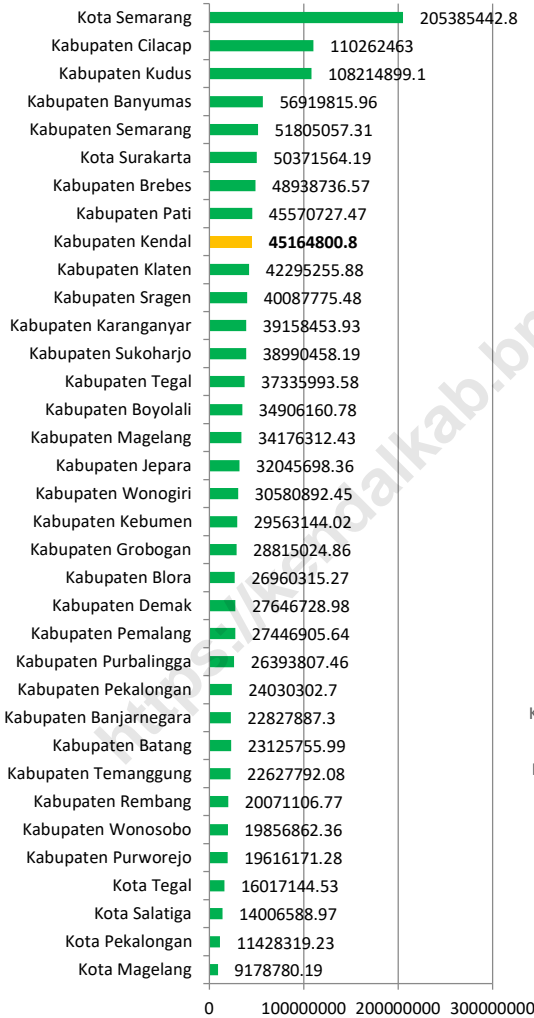 Kota Semarang 205385442.8
Kabupaten Cilacap 110262463
Kabupaten Kudus 108214899.1
Kabupaten Banyumas 56919815.96
Kabupaten Semarang 51805057.31
Kota Surakarta 50371564.19
Kabupaten Brebes 48938736.57
Kabupaten Pati 45570727.47
Kabupaten Kendal 45164800.8
Kabupaten Klaten 42295255.88
Kabupaten Sragen 40087775.48
Kabupaten Karanganyar 39158453.93
Kabupaten Sukoharjo 38990458.19
Kabupaten Tegal 37335993.58
Kabupaten Boyolali 34906160.78
Kabupaten Magelang 34176312.43
Kabupaten Jepara 32045698.36
Kabupaten Wonogiri 30580892.45
Kabupaten Kebumen 29563144.02
Kabupaten Grobogan 28815024.86
Kabupaten Blora 26960315.27
Kabupaten Demak 27646728.98
Kabupaten Pemalang 27446905.64
Kabupaten Purbalingga 26393807.46
Kabupaten Pekalongan 24030302.7
Kabupaten Banjarnegara 22827887.3
Kabupaten Batang 23125755.99
Kabupaten Temanggung 22627792.08
Kabupaten Rembang 20071106.77
Kabupaten Wonosobo 19856862.36
Kabupaten Purworejo 19616171.28
Kota Tegal 16017144.53
Kota Salatiga 14006588.97
Kota Pekalongan 11428319.23
Kota Magelang 9178780.19
0 100000000 200000000 300000000
https://kendalkab.bp